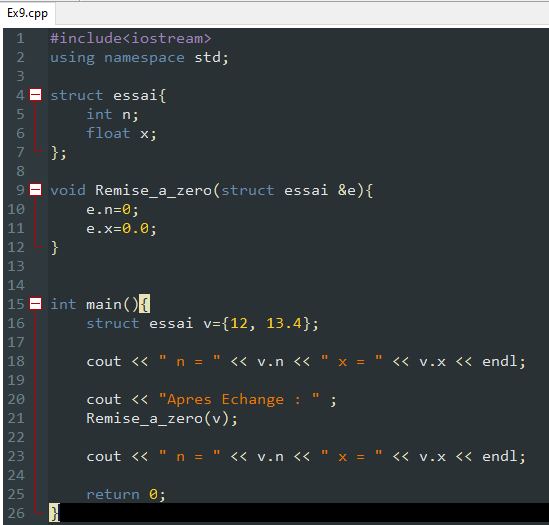 Ex9.cpp
1 #include<iostream>
2 using namespace std;
3
4 struct essai{
5 int n;
6 float x;
7 };
8
9 void Remise_a_zero(struct essai &e){
10 e.n=0;
11 e.x=0.0;
12 }
13
14
15 int main(){
16 struct essai v={12, 13.4};
17
18 cout << " n = " << v.n << " x = " << v.x << endl;
19
20 cout << "Apres Echange : " ;
21 Remise_a_zero(v);
22
23 cout << " n = " << v.n << " x = " << v.x << endl;
24
25 return 0;
26 }